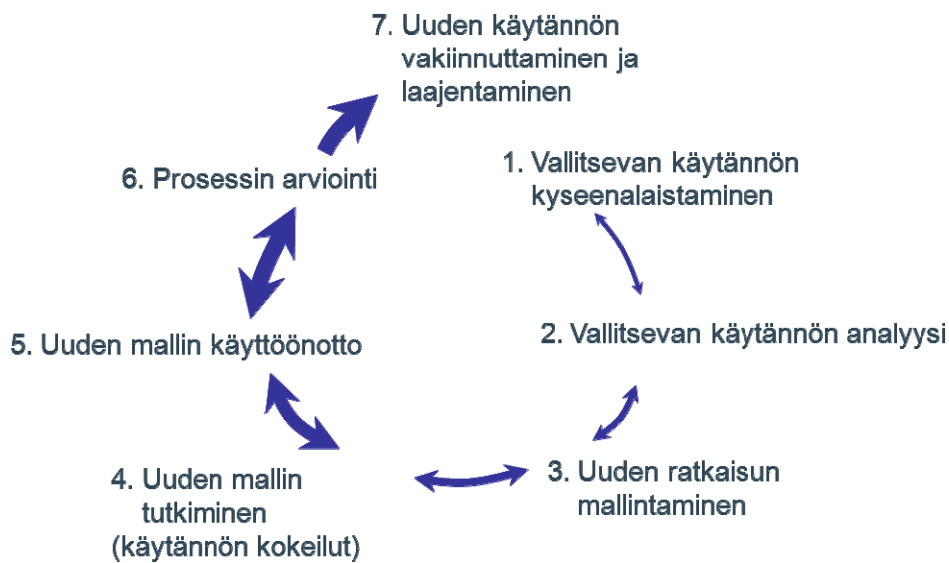 7. Uuden käytännön
vakiinnuttaminen ja
laajentaminen
6. Prosessin arviointi
1. Vallitsevan käytännön
kyseenalaistaminen
5. Uuden mallin käyttöönotto
2. Vallitsevan käytännön analyysi
4. Uuden mallin
tutkiminen
(käytännön kokeilut)
3. Uuden ratkaisun
mallintaminen